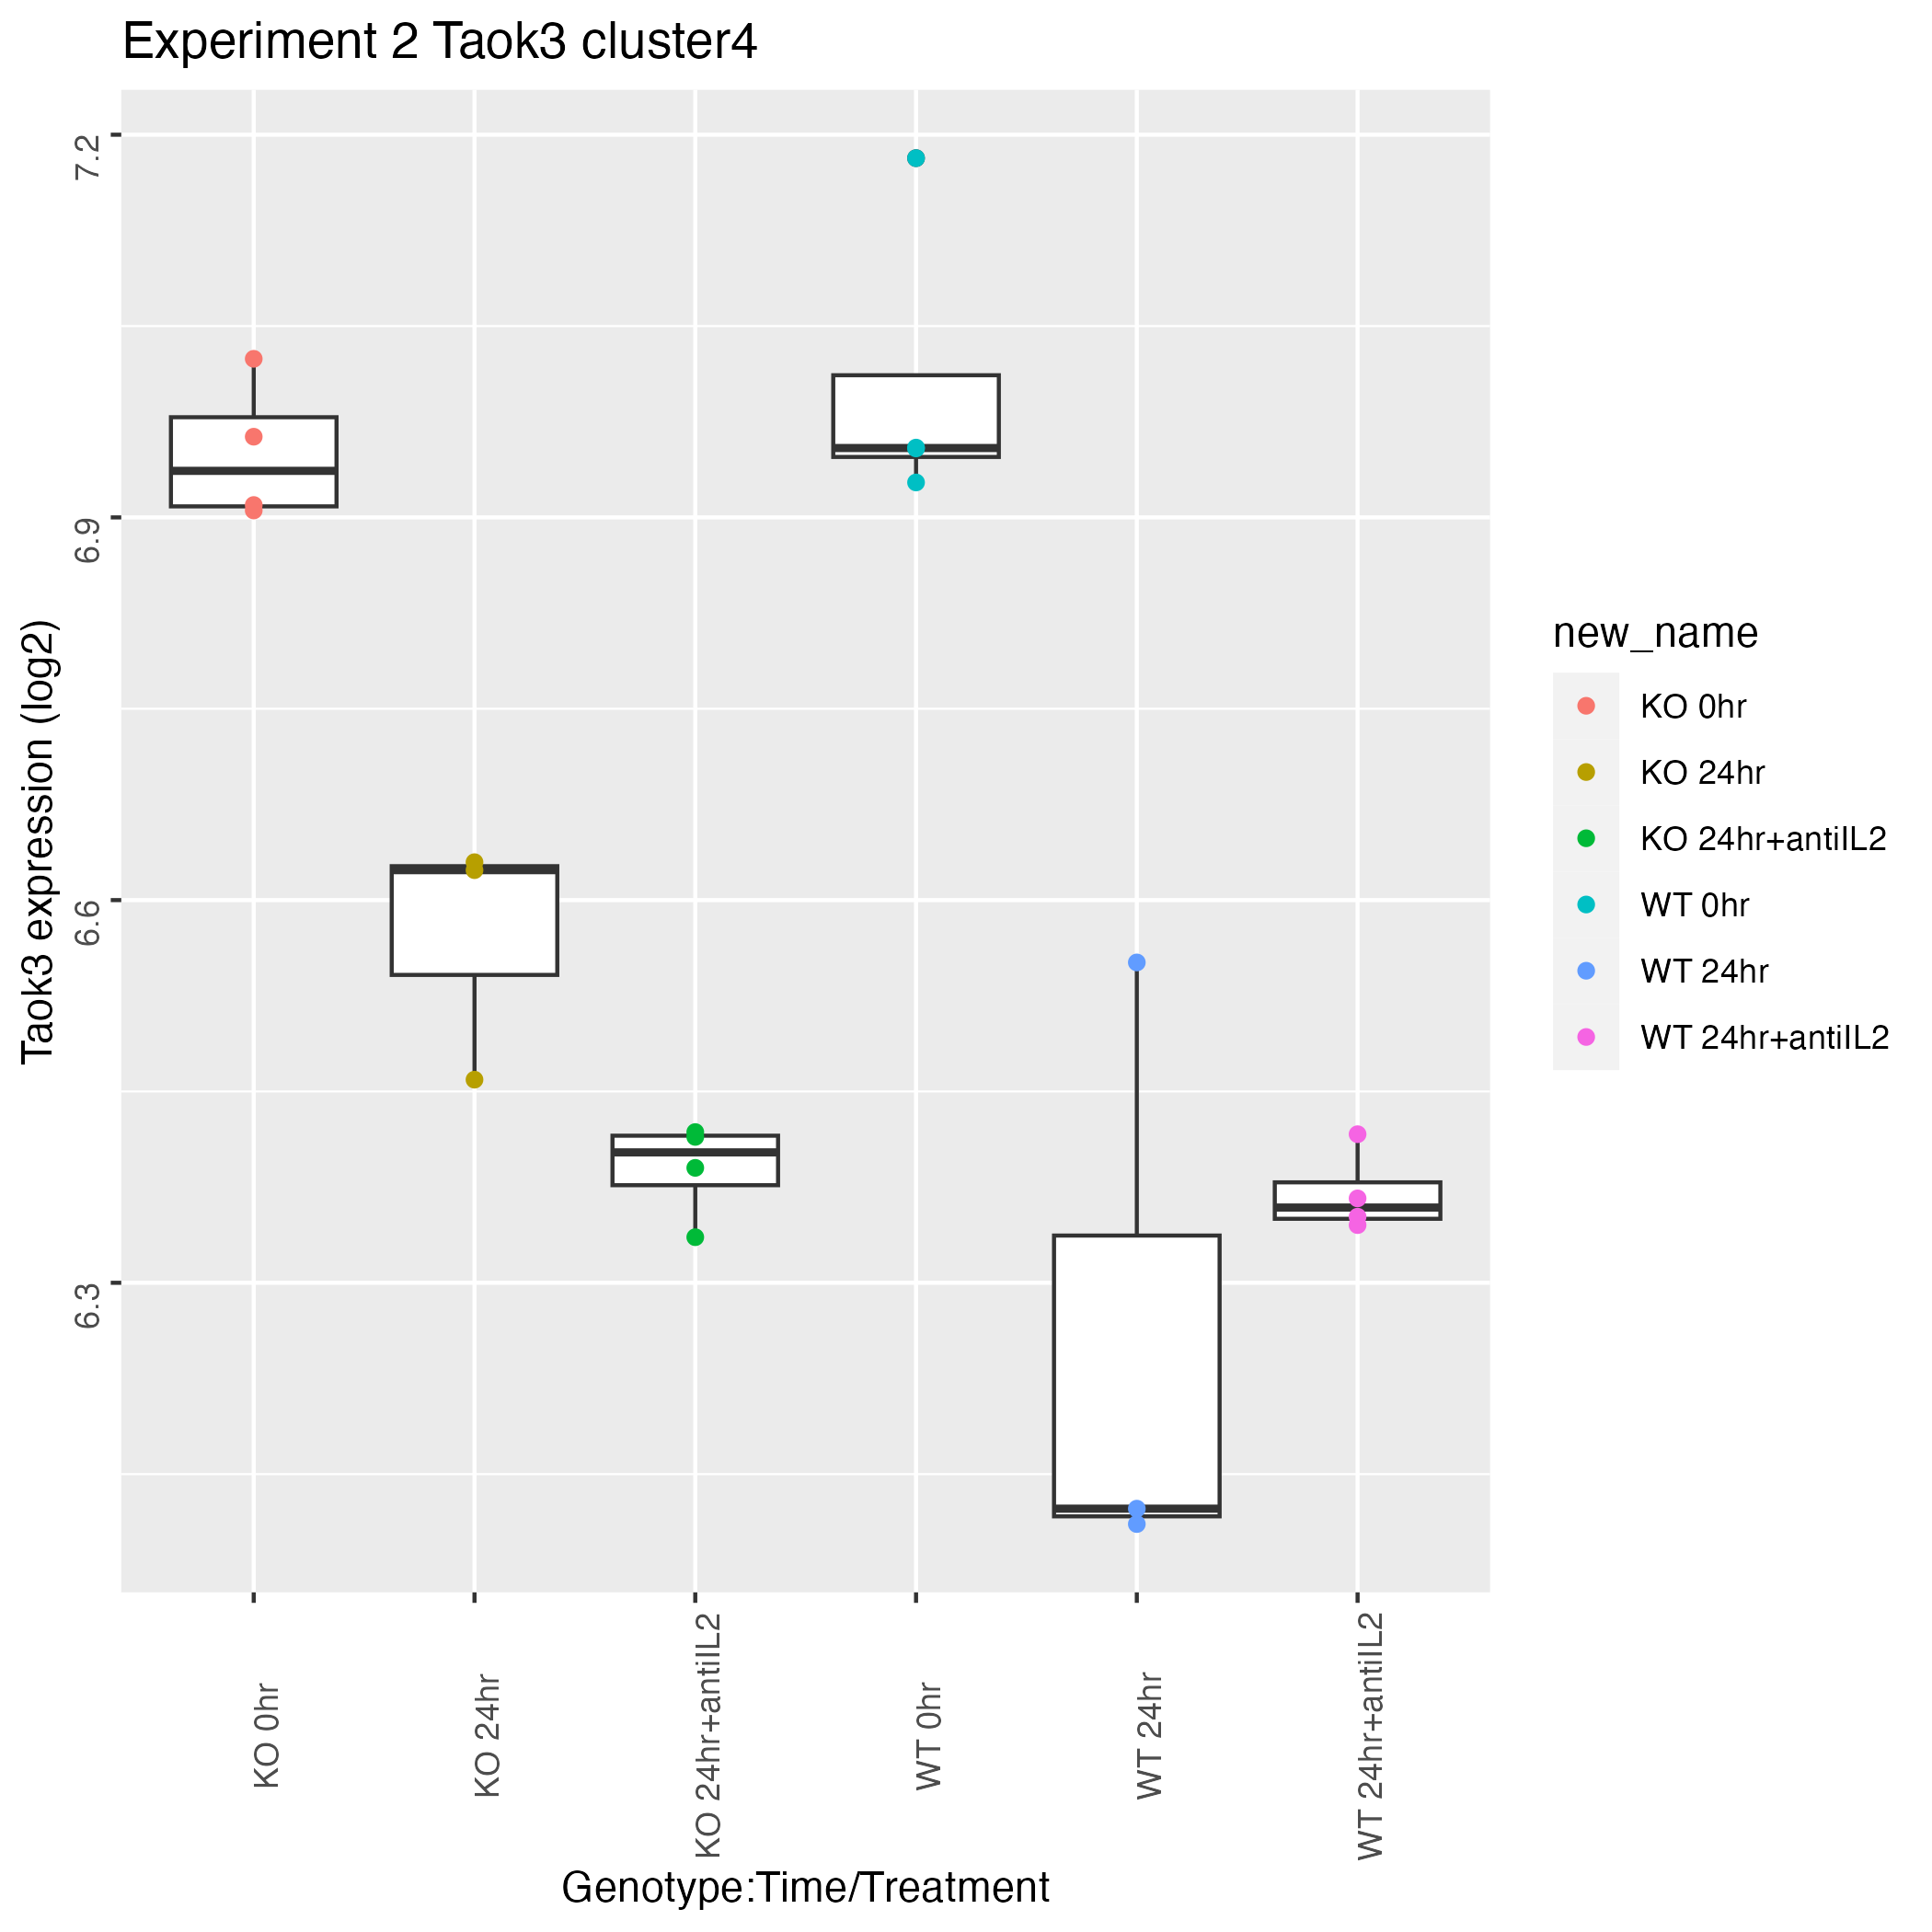 Experiment 2 Taok3 cluster4
7.2
6.9
6.6
6.3
Taok3 expression (log2)
KO 0hr
KO 24hr
KO 24hr+antiIL2
WT 0hr
WT 24hr
WT 24hr+antiIL2
Genotype:Time/Treatment
new_name
KO 0hr
KO 24hr
KO 24hr+antiIL2
WT 0hr
WT 24hr
WT 24hr+antiIL2